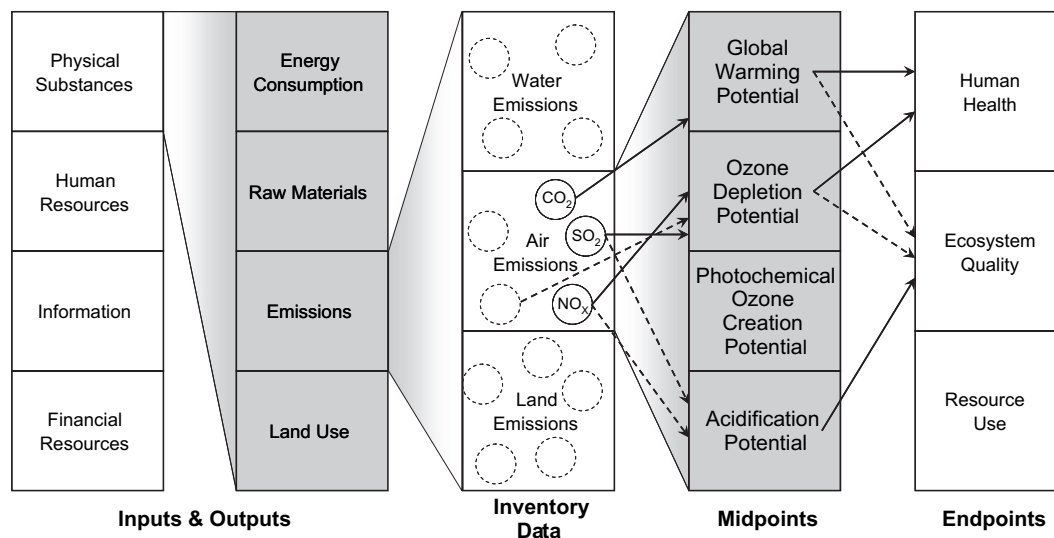 Physical
Substances
Human
Resources
Information
Financial
Resources
Energy
Consumption
Raw Materials
Emissions
Land Use
Water
Emissions
CO2
SO2
Air
Emissions
NOX
Land
Emissions
Global
Warming
Potential
Ozone
Depletion
Potential
Photochemical
Ozone
Creation
Potential
Acidification
Potential
Human
Health
Ecosystem
Quality
Resource
Use
Inputs & Outputs
Inventory
Data
Midpoints
Endpoints